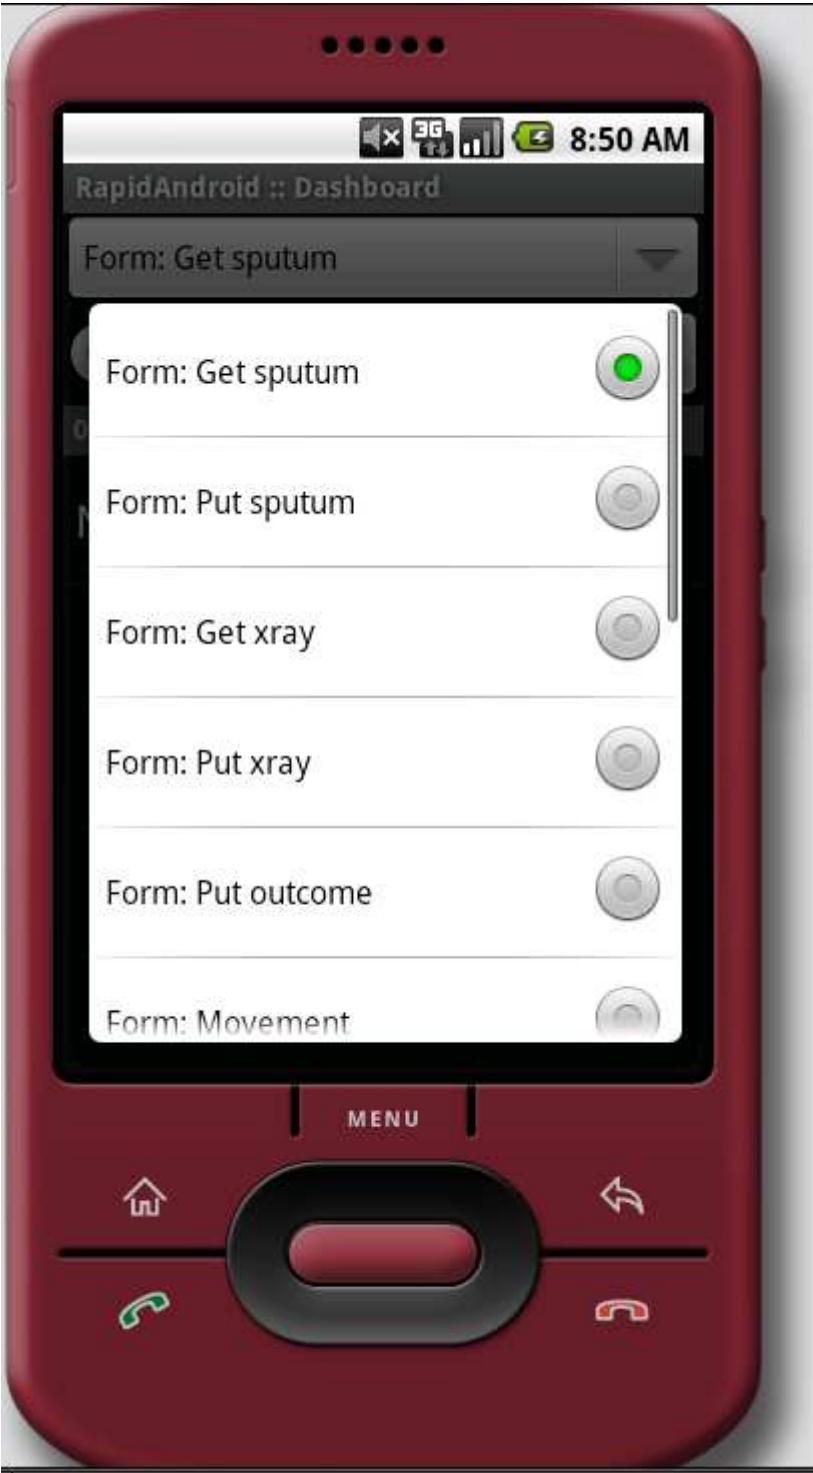 3G
8:50 AM
RapidAndroid :: Dashboard
Form: Get sputum
Form: Get sputum
Form: Put sputum
Form: Get xray
Form: Put xray
Form: Put outcome
Form: Movement
MENU